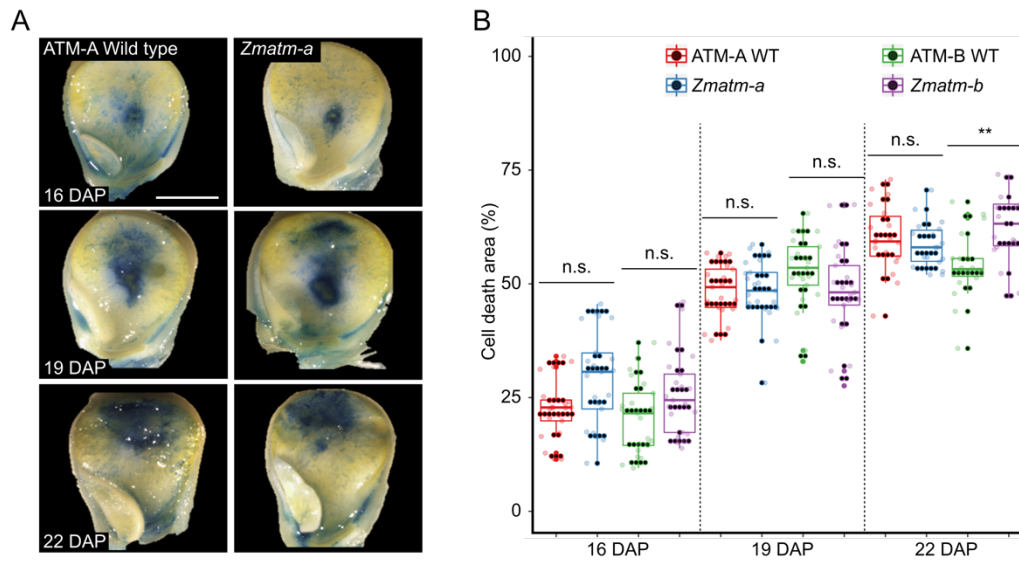 A
B
ATM-A Wild type
Zmatm-a
16 DAP
19 DAP
22 DAP
ATM-A WT
ATM-B WT
Zmatm-a
Zmatm-b
Cell death area (%)
100
75
50
25
0
n.s.
n.s.
n.s.
n.s.
n.s.
**
16 DAP
19 DAP
22 DAP